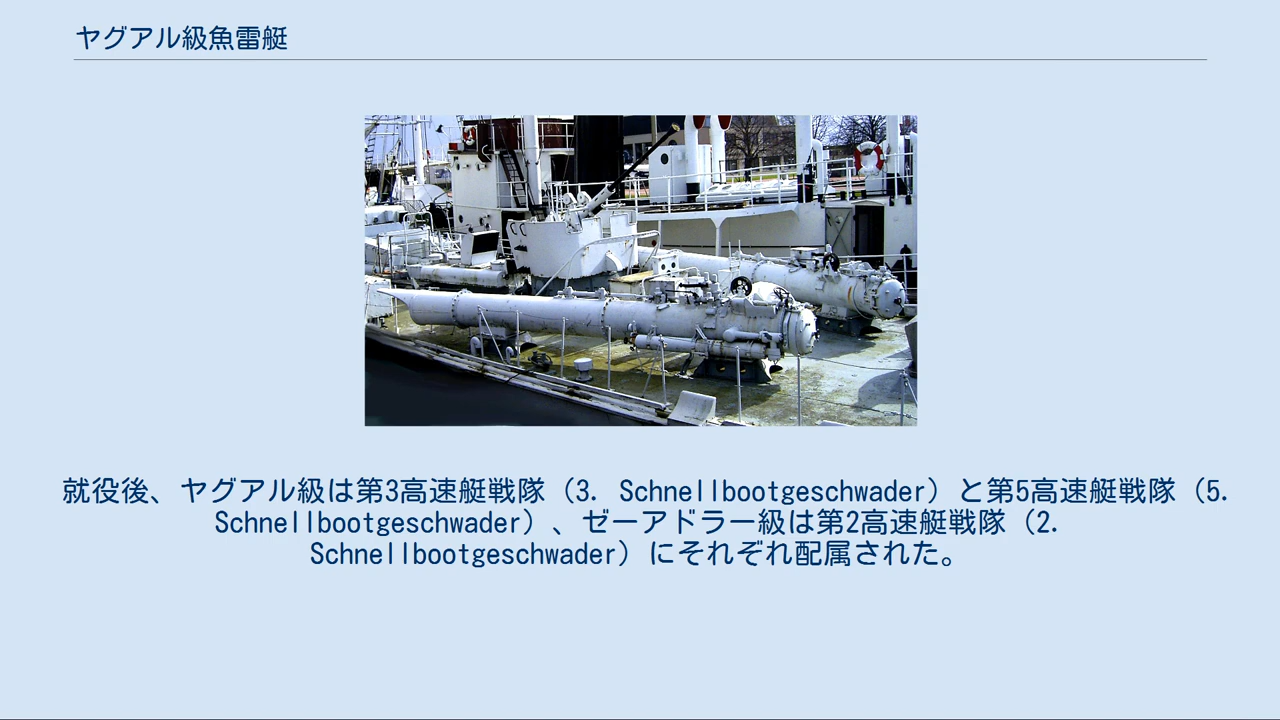 ヤグアル級魚雷艇
就役後、ヤグアル級は第3高速艇戦隊（3. Schnellbootgeschwader）と第5高速艇戦隊（5.
Schnellbootgeschwader）、ゼーアドラー級は第2高速艇戦隊（2.
Schnellbootgeschwader）にそれぞれ配属された。